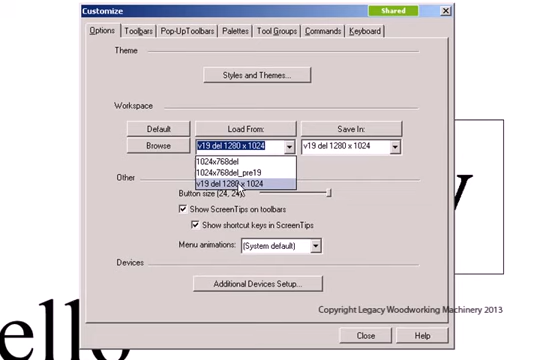 Customize
Shared
Options Toolbars Pop-UpToolbars Palettes Tool Groups Commands Keyboard
Theme
Styles and Themes...
Workspace
Default Load From: Save In:
Browse v19 del 1280 x 1024 v19 del 1280 x 1024
1024x768del
1024x768del_pre19
v19 del 1280 x 1024
Other
Button size (24, 24):
Show ScreenTips on toolbars
Show shortcut keys in ScreenTips
Menu animations: (System default)
Devices
Additional Devices Setup...
Copyright Legacy Woodworking Machinery 2013
Close Help
ello